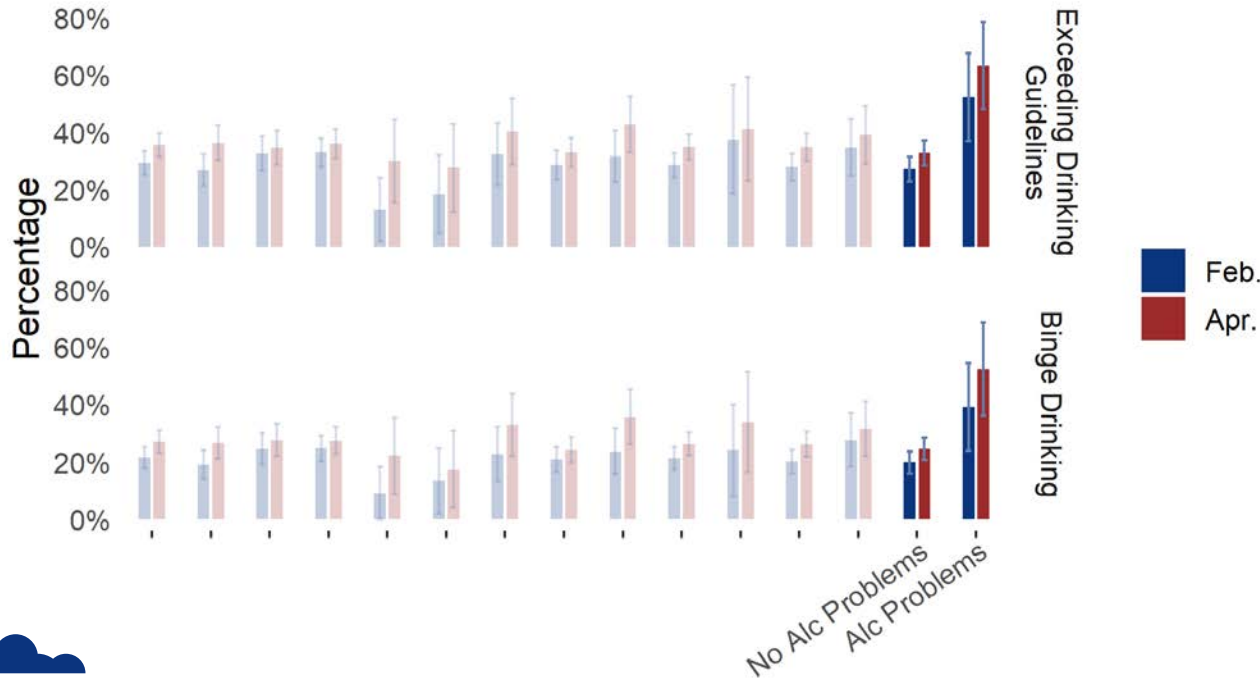 80%
60%
40%
20%
0%
Exceeding Drinking
Guidelines
80%
60%
40%
20%
0%
Binge Drinking
Percentage
Feb.
Apr.
No Alc Problems
Alc Problems